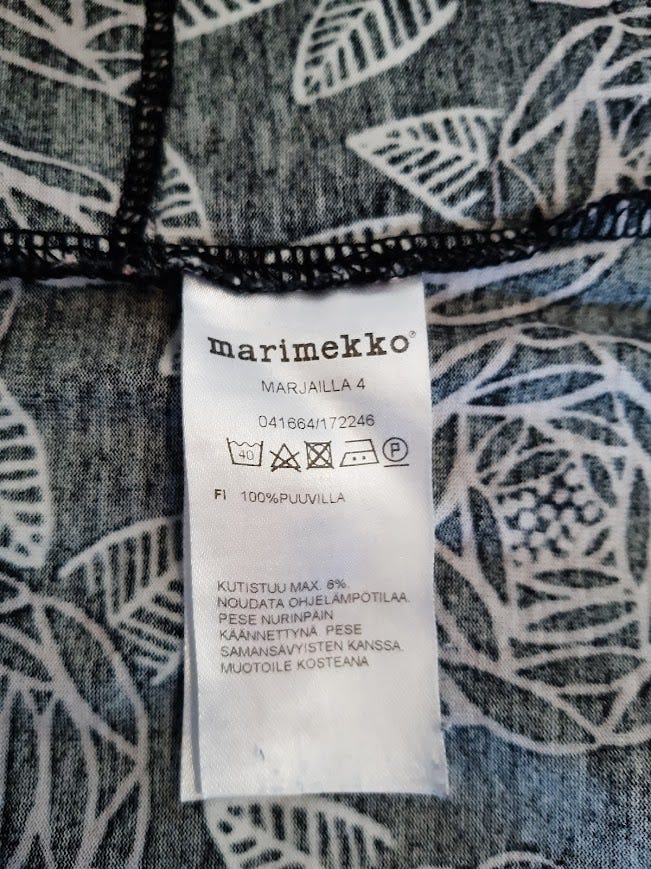 marimekko®
MARJAILLA 4
041664/172246
40 P
FI 100%PUUVILLA
KUTISTUU MAX. 6%.
NOUDATA OHJELÄMPÖTILAA.
PESE NURINPÄIN
KÄÄNNETTYNÄ. PESE
SAMANSÄVYISTEN KANSSA.
MUOTOILE KOSTEANA